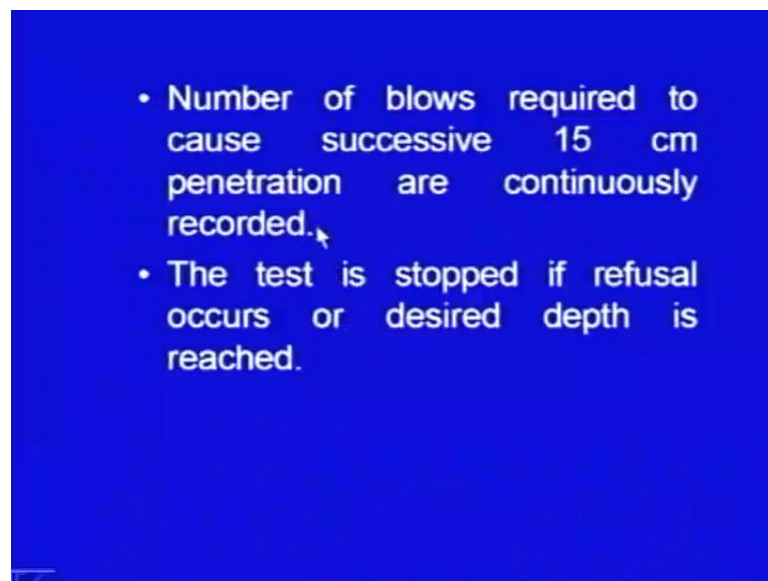 • Number of blows required to
cause successive 15 cm
penetration are continuously
recorded.
• The test is stopped if refusal
occurs or desired depth is
reached.